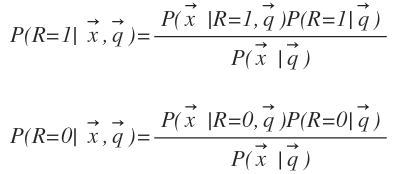 P(R=1| x⃗, q⃗)= P(x⃗ |R=1, q⃗)P(R=1| q⃗) / P(x⃗ | q⃗)
P(R=0| x⃗, q⃗)= P(x⃗ |R=0, q⃗)P(R=0| q⃗) / P(x⃗ | q⃗)